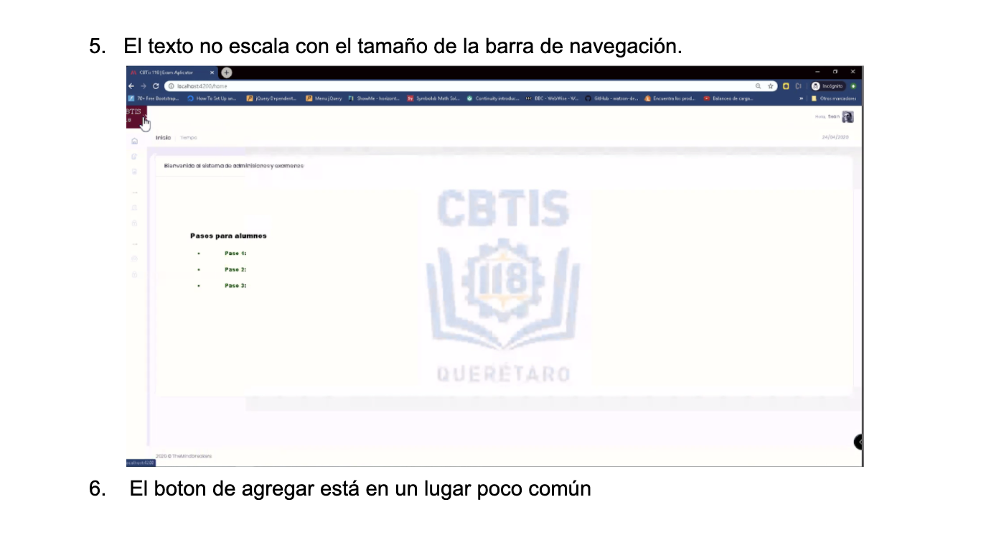 5. El texto no escala con el tamaño de la barra de navegación.
CBTis 118 | Exam Aplicator
localhost:4200/home
Incógnito
70+ Free Bootstrap... How To Set Up an... jQuery Dependent... Menu jQuery ShowMe - horizont... Symbolab Math Sol... Continuity introduc... BBC - WebWise - W... GitHub - watson-de... Encuentra los prod... Balanceo de carga... » Otros marcadores
BTIS
Hola, Sean
Inicio Tiempo
24/04/2020
Bienvenido al sistema de adminisiones y examenes
CBTIS
118
QUERÉTARO
Pasos para alumnos
• Paso 1:
• Paso 2:
• Paso 3:
2020 © TheMindbreakers
localhost:4200
6. El boton de agregar está en un lugar poco común